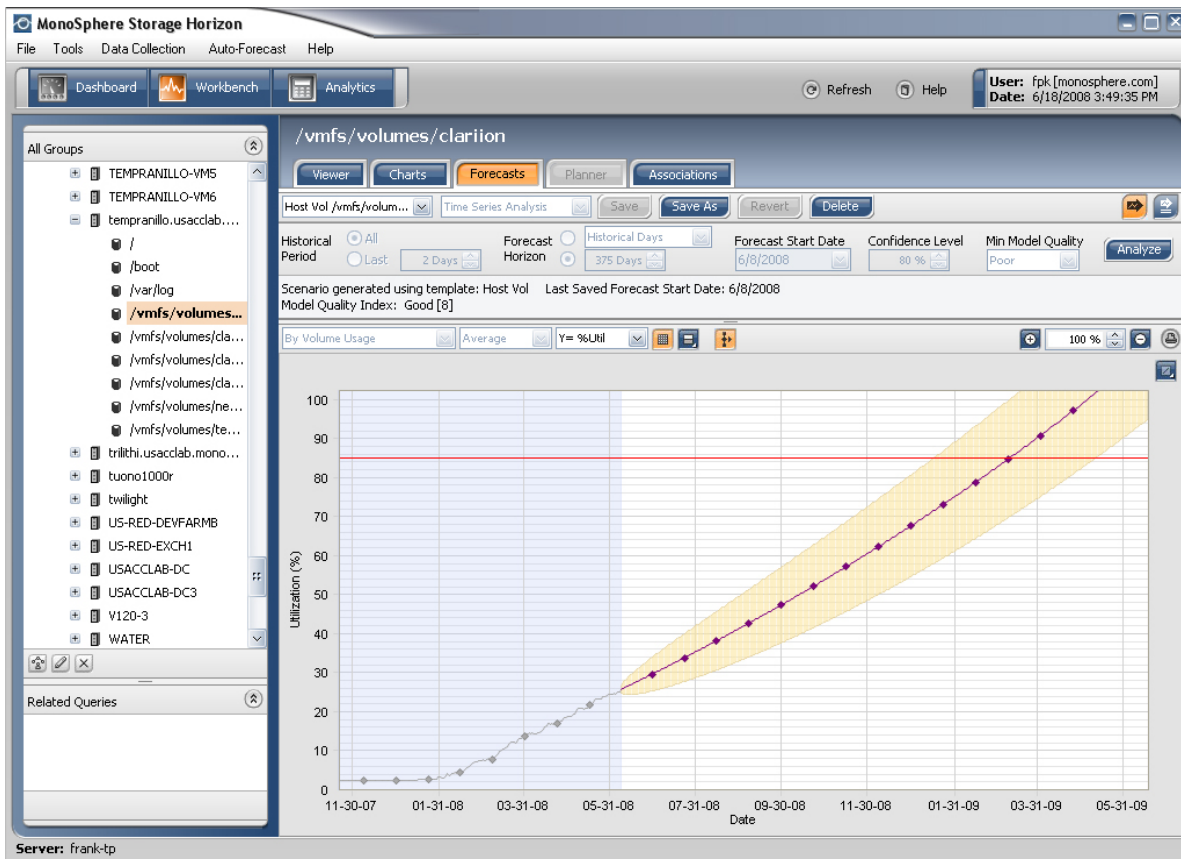 MonoSphere Storage Horizon
File Tools Data Collection Auto-Forecast Help
Dashboard Workbench Analytics Refresh Help
User: fpk [monosphere.com]
Date: 6/18/2008 3:49:35 PM
All Groups
TEMPRANILLO-VM5
TEMPRANILLO-VM6
tempranillo.usacclab....
/
/boot
/var/log
/vmfs/volumes...
/vmfs/volumes/cla...
/vmfs/volumes/cla...
/vmfs/volumes/cla...
/vmfs/volumes/ne...
/vmfs/volumes/te...
trilithi.usacclab.mono...
tuono1000r
twilight
US-RED-DEVFARMB
US-RED-EXCH1
USACCLAB-DC
USACCLAB-DC3
V120-3
WATER
Related Queries
/vmfs/volumes/clariion
Viewer Charts Forecasts Planner Associations
Host Vol /vmfs/volum... Time Series Analysis Save Save As Revert Delete
Historical Period All Last 2 Days Forecast Horizon Historical Days 375 Days Forecast Start Date 6/8/2008 Confidence Level 80 % Min Model Quality Poor Analyze
Scenario generated using template: Host Vol Last Saved Forecast Start Date: 6/8/2008
Model Quality Index: Good [8]
By Volume Usage Average Y= %Util 100 %
100
90
80
70
60
50
40
30
20
10
0
Utilization (%)
11-30-07 01-31-08 03-31-08 05-31-08 07-31-08 09-30-08 11-30-08 01-31-09 03-31-09 05-31-09
Date
Server: frank-tp